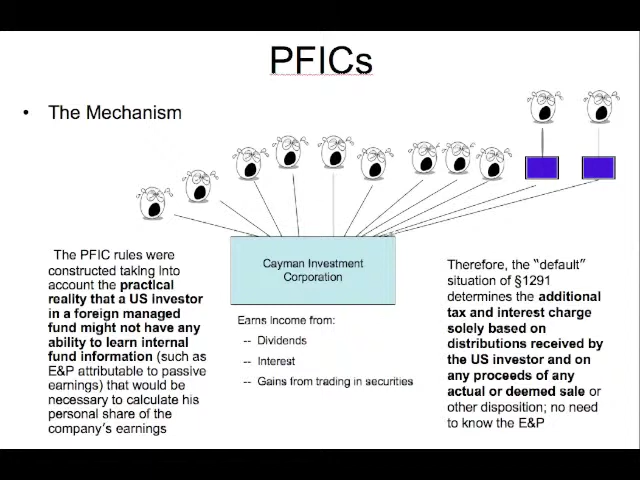 PFICs
• The Mechanism
The PFIC rules were
constructed taking into
account the practical
reality that a US investor
in a foreign managed
fund might not have any
ability to learn internal
fund information (such as
E&P attributable to passive
earnings) that would be
necessary to calculate his
personal share of the
company's earnings
Cayman Investment
Corporation
Earns income from:
-- Dividends
-- Interest
-- Gains from trading in securities
Therefore, the "default"
situation of §1291
determines the additional
tax and interest charge
solely based on
distributions received by
the US investor and on
any proceeds of any
actual or deemed sale or
other disposition; no need
to know the E&P